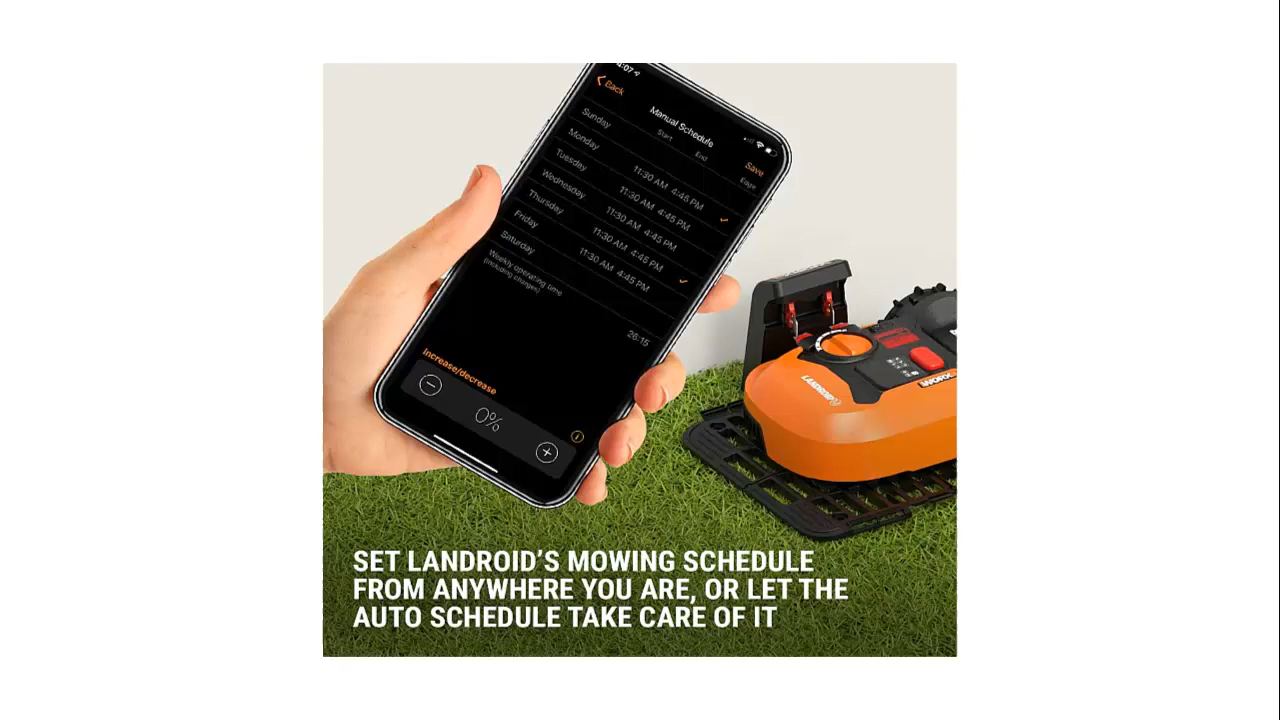 4:07
Back
Manual Schedule
Start End Edge
Save
Sunday
Monday 11:30 AM 4:45 PM
Tuesday 11:30 AM 4:45 PM
Wednesday 11:30 AM 4:45 PM
Thursday 11:30 AM 4:45 PM
Friday 11:30 AM 4:45 PM
Saturday
Weekly operating time
(including charges)
26:15
Increase/decrease
0%
LANDROID
WORX
SET LANDROID'S MOWING SCHEDULE
FROM ANYWHERE YOU ARE, OR LET THE
AUTO SCHEDULE TAKE CARE OF IT